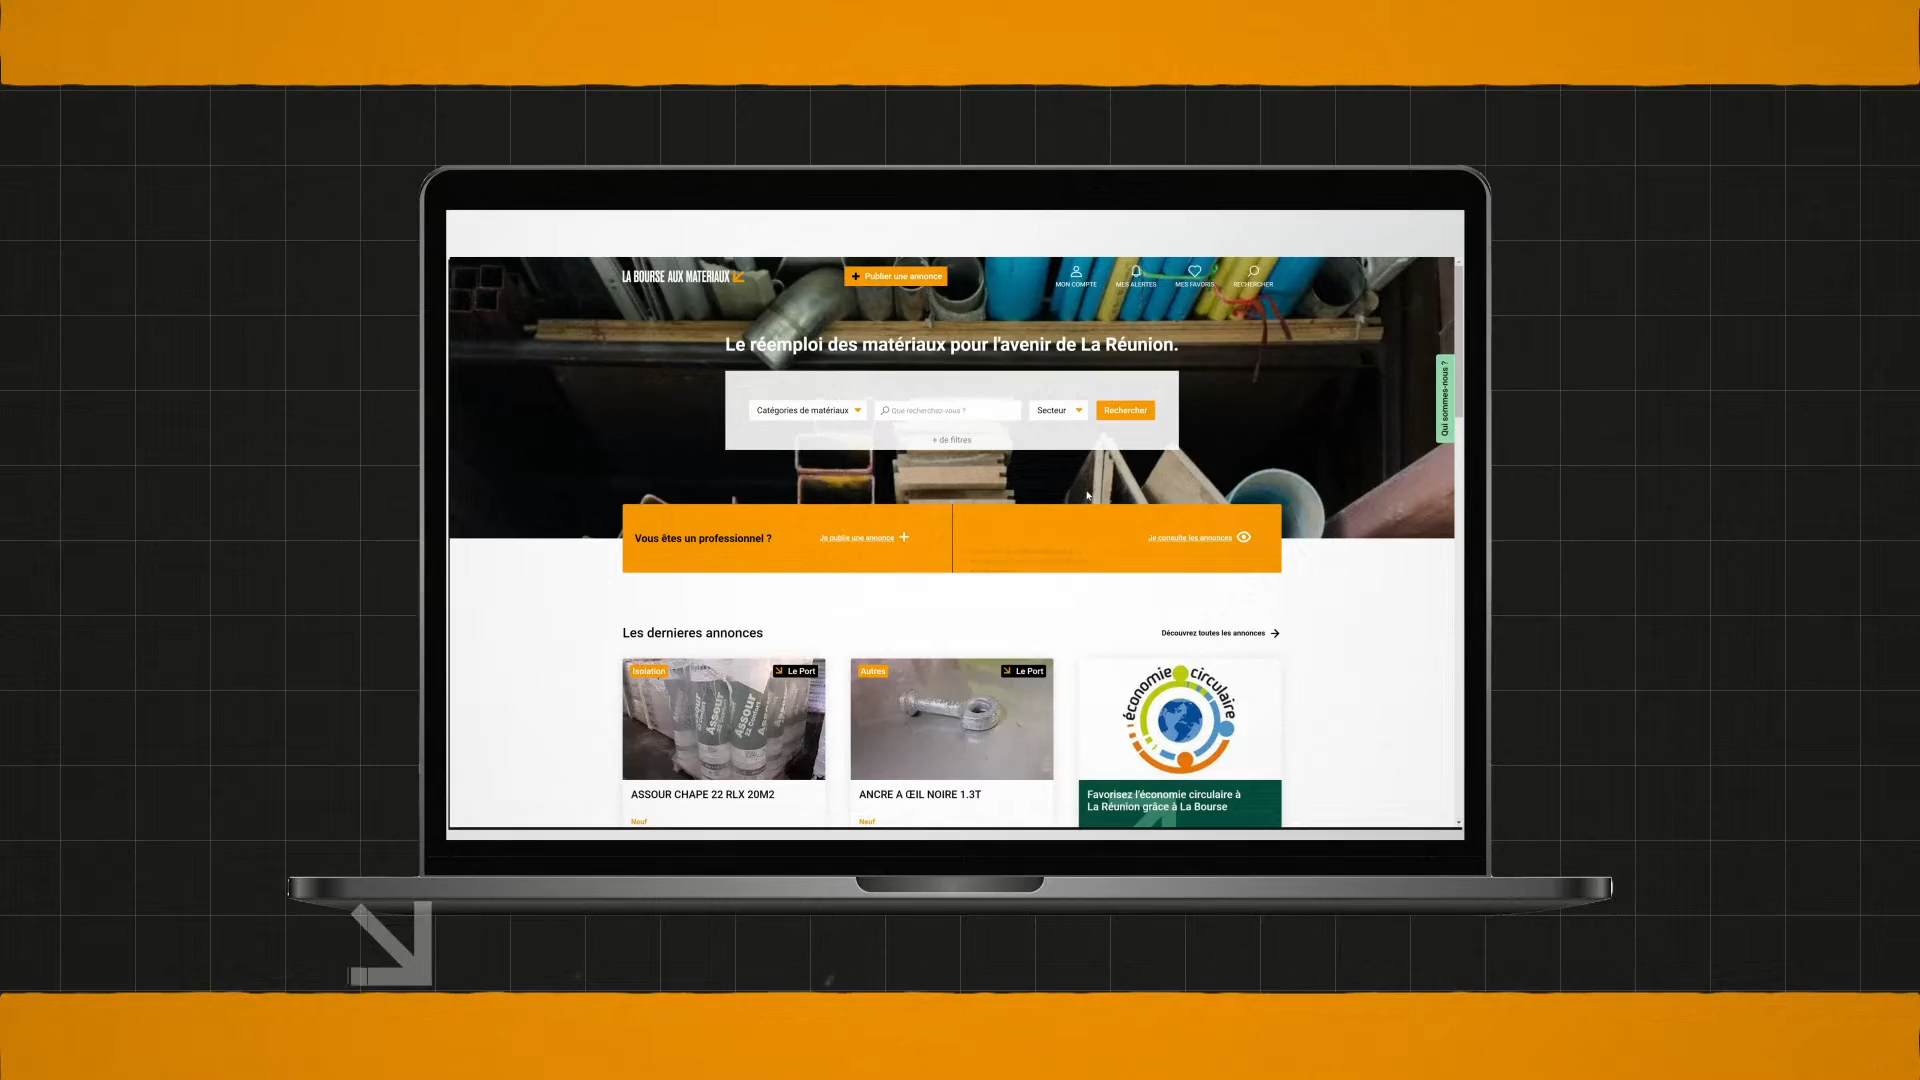 LA BOURSE AUX MATERIAUX
Publier une annonce
MON COMPTE
MES ALERTES
MES FAVORIS
RECHERCHER
Le réemploi des matériaux pour l'avenir de La Réunion.
Catégories de matériaux
Que recherchez-vous ?
Secteur
Rechercher
+ de filtres
Qui sommes-nous ?
Vous êtes un professionnel ?
Je publie une annonce
Je consulte les annonces
Les dernieres annonces
Découvrez toutes les annonces
Isolation
Le Port
Assour
Assour
ASSOUR CHAPE 22 RLX 20M2
Neuf
Autres
Le Port
ANCRE A ŒIL NOIRE 1.3T
Neuf
économie circulaire
Favorisez l'économie circulaire à
La Réunion grâce à La Bourse